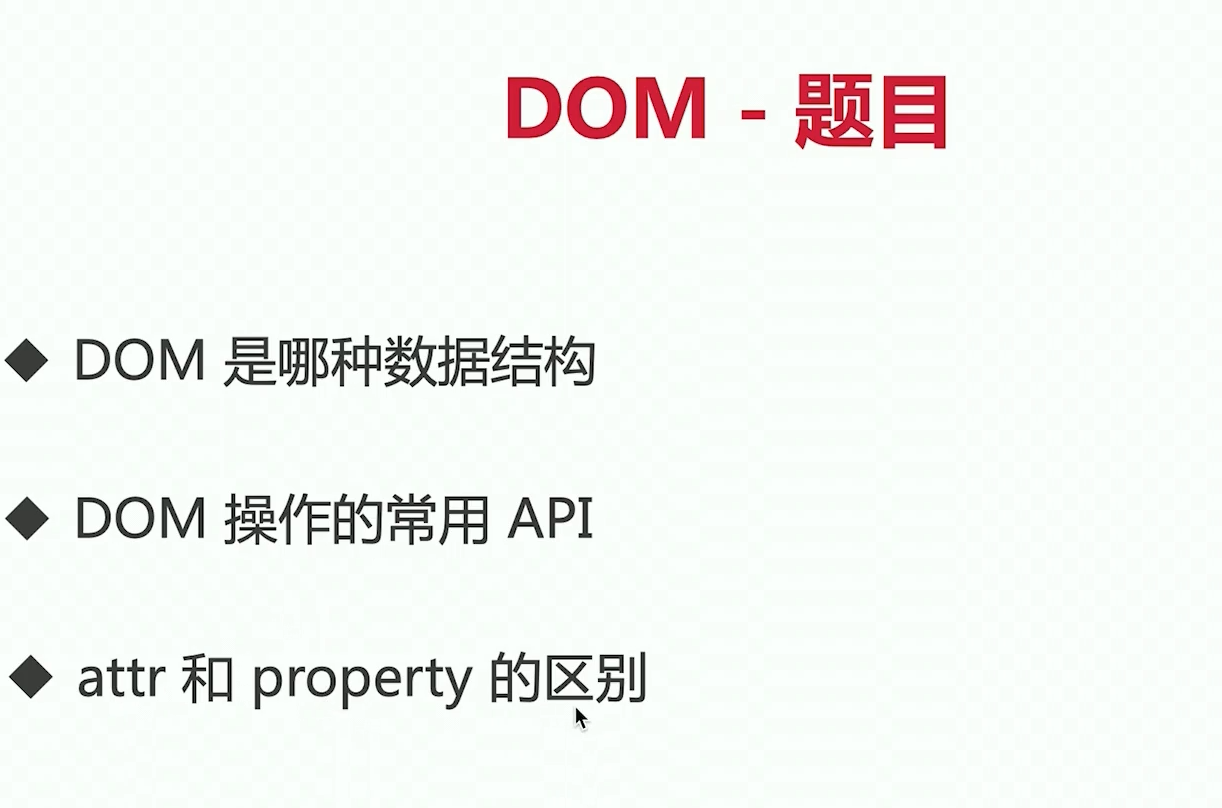 DOM - 题目
◆ DOM 是哪种数据结构
◆ DOM 操作的常用 API
◆ attr 和 property 的区别